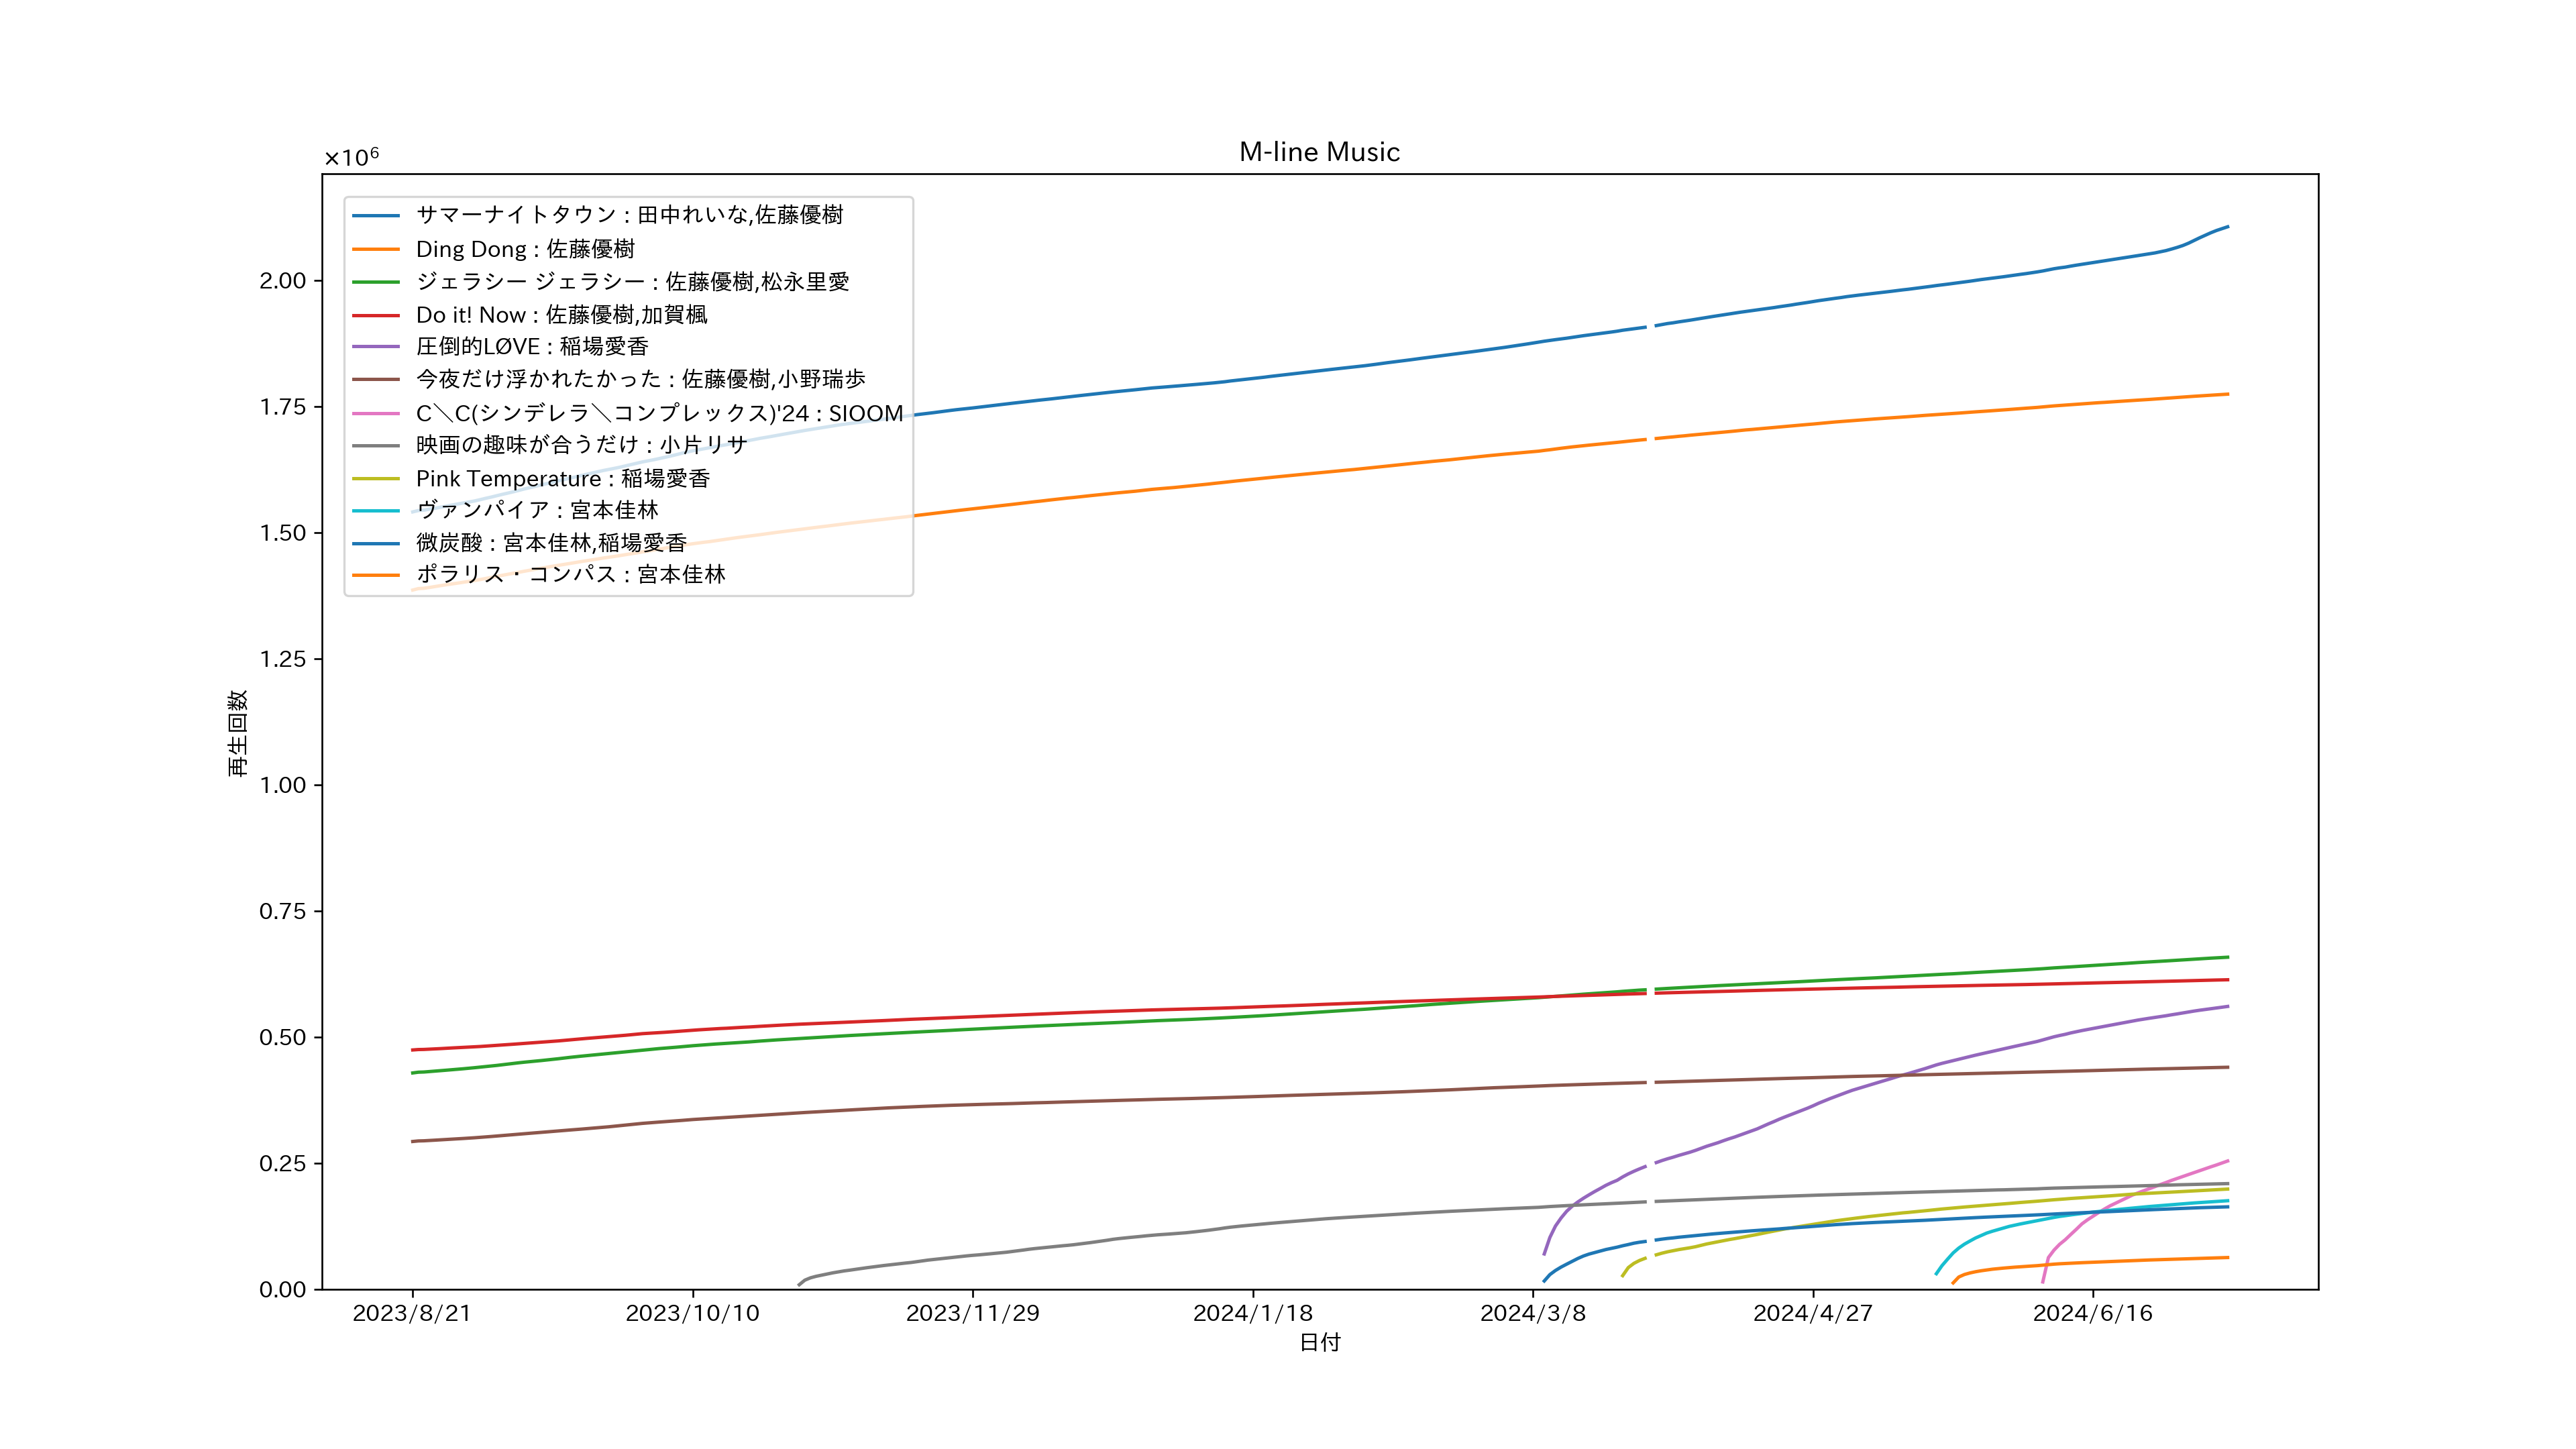 M-line Music
×10⁶
サマーナイトタウン : 田中れいな,佐藤優樹
Ding Dong : 佐藤優樹
ジェラシー ジェラシー : 佐藤優樹,松永里愛
Do it! Now : 佐藤優樹,加賀楓
圧倒的LØVE : 稲場愛香
今夜だけ浮かれたかった : 佐藤優樹,小野瑞歩
C＼C(シンデレラ＼コンプレックス)'24 : SIOOM
映画の趣味が合うだけ : 小片リサ
Pink Temperature : 稲場愛香
ヴァンパイア : 宮本佳林
微炭酸 : 宮本佳林,稲場愛香
ポラリス・コンパス : 宮本佳林
2.00
1.75
1.50
1.25
1.00
0.75
0.50
0.25
0.00
再生回数
2023/8/21 2023/10/10 2023/11/29 2024/1/18 2024/3/8 2024/4/27 2024/6/16
日付